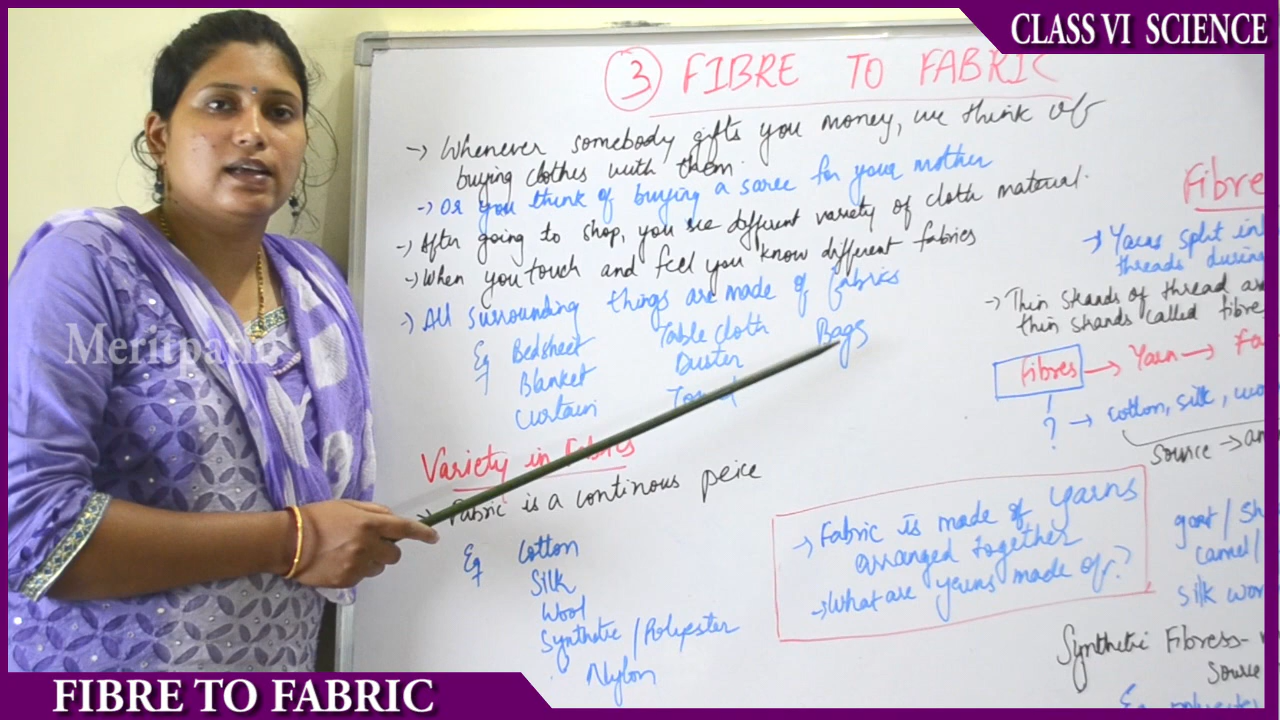 CLASS VI SCIENCE
3 FIBRE TO FABRIC
-> Whenever somebody gifts you money, we think of
buying clothes with them.
-> Or you think of buying a saree for your mother
-> After going to shop, you see different variety of cloth material.
-> When you touch and feel you know different fabrics
-> All surrounding things are made of fabrics
Eg Bedsheet Table cloth Bags
Blanket Duster
Curtain
Variety in Fabrics
-> Fabric is a continous peice
Eg Cotton
Silk
Wool
Synthetic / Polyester
Nylon
-> Fabric is made of yarns
arranged together
-> What are yarns made of?
Fibre
-> Yarns split in
threads during
-> Thin strands of thread
thin strands called fibre
Fibres -> Yarn -> Fa
? -> cotton, silk,
Source ->
goat /
camel /
silk wor
Synthetic Fibress-
Source
Eg
Meritpath
FIBRE TO FABRIC